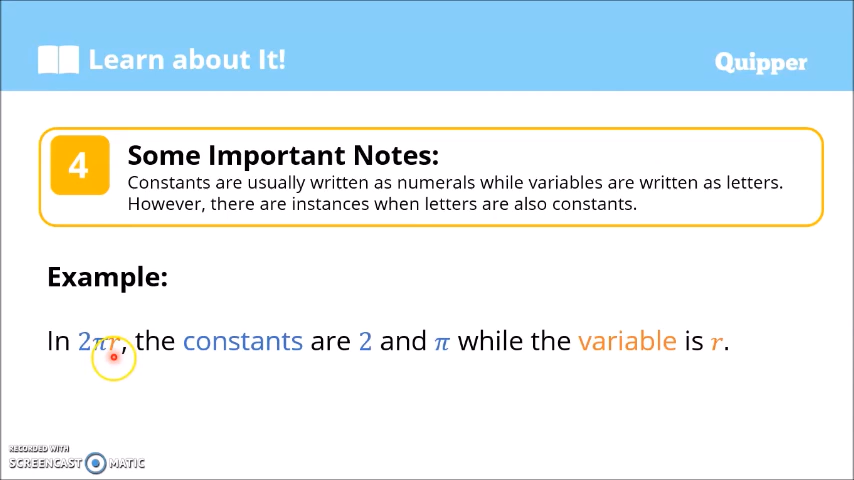 Learn about It!
Quipper
4
Some Important Notes:
Constants are usually written as numerals while variables are written as letters.
However, there are instances when letters are also constants.
Example:
In 2πr, the constants are 2 and π while the variable is r.
RECORDED WITH
SCREENCAST MATIC